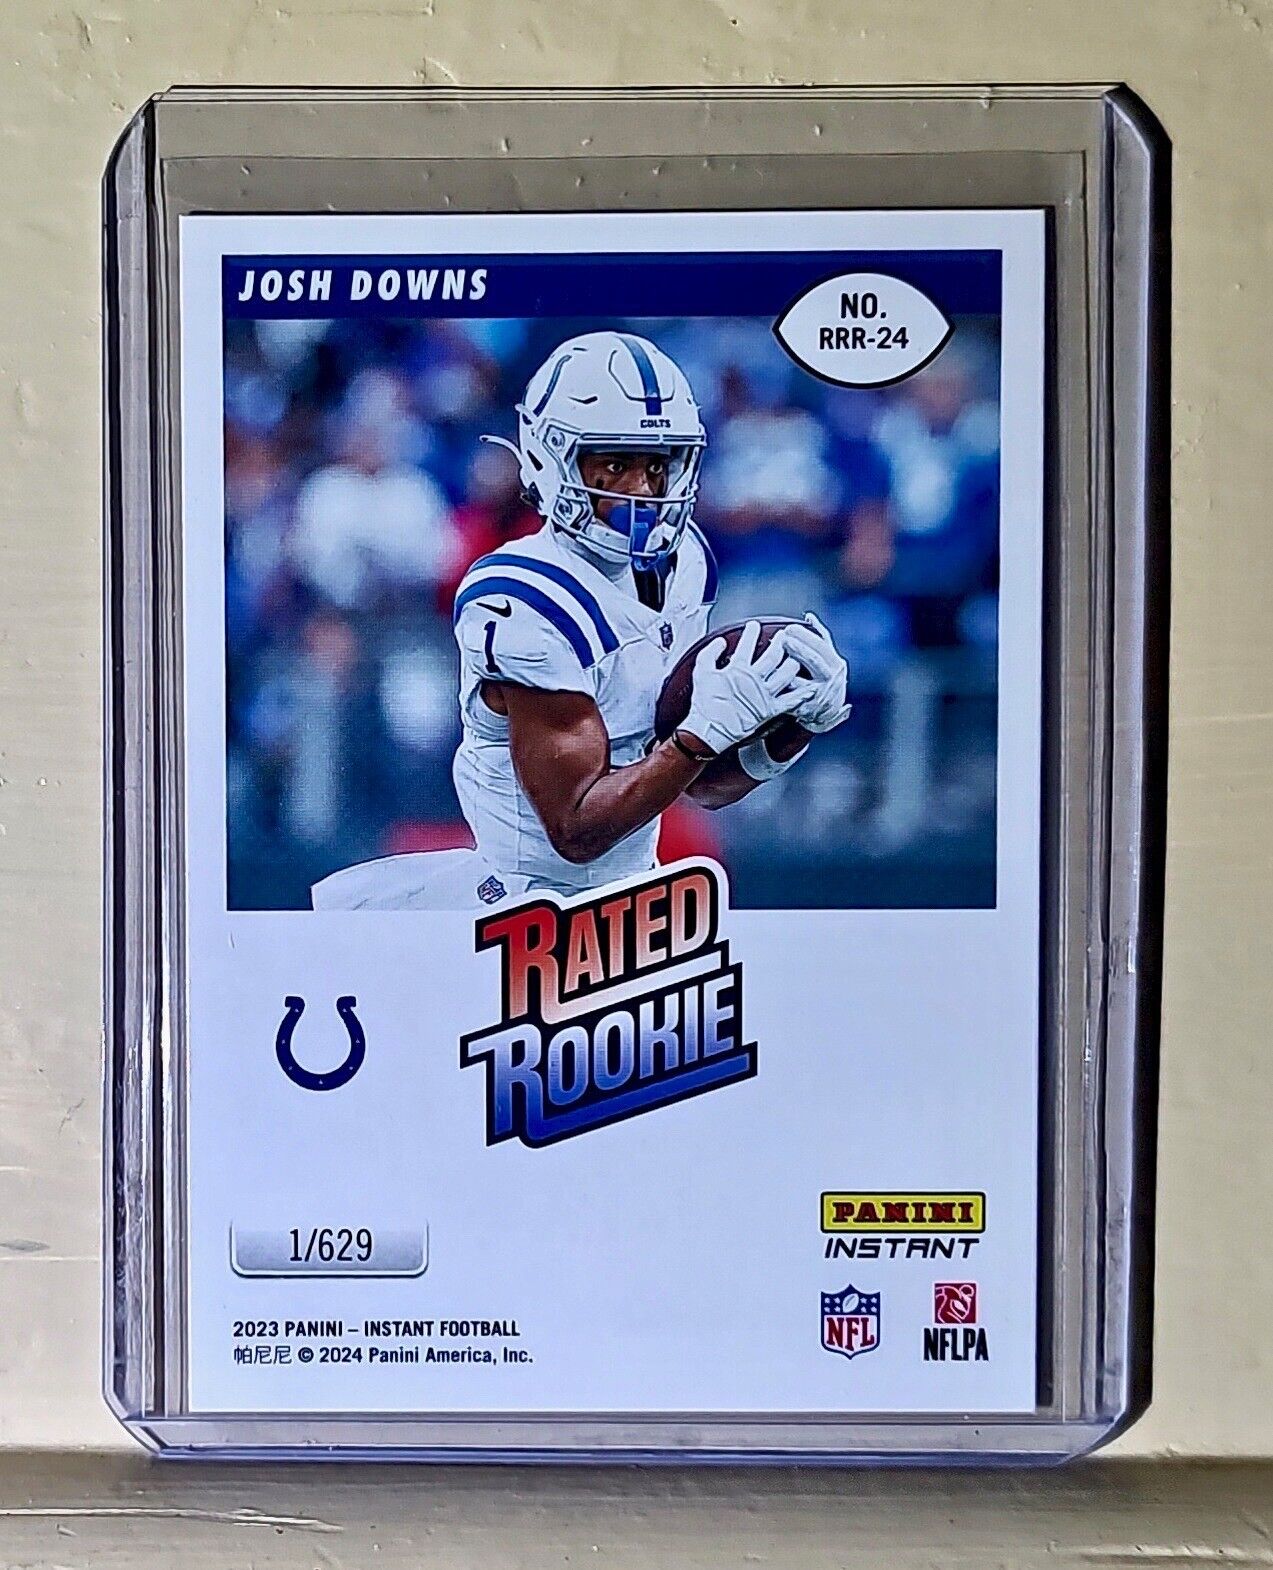 JOSH DOWNS
NO.
RRR-24
COLTS
1
RATED
ROOKIE
1/629
PANINI
INSTANT
2023 PANINI – INSTANT FOOTBALL
帕尼尼 © 2024 Panini America, Inc.
NFL
NFLPA